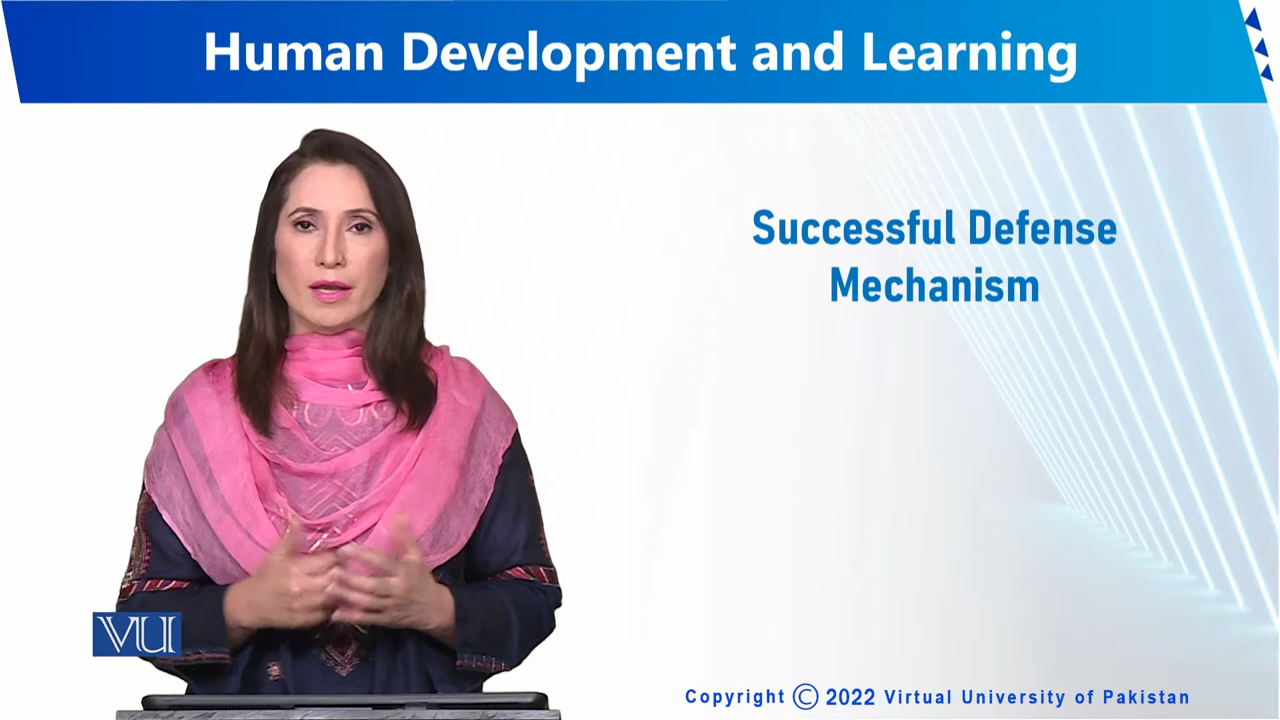 Human Development and Learning
Successful Defense
Mechanism
VU
Copyright © 2022 Virtual University of Pakistan